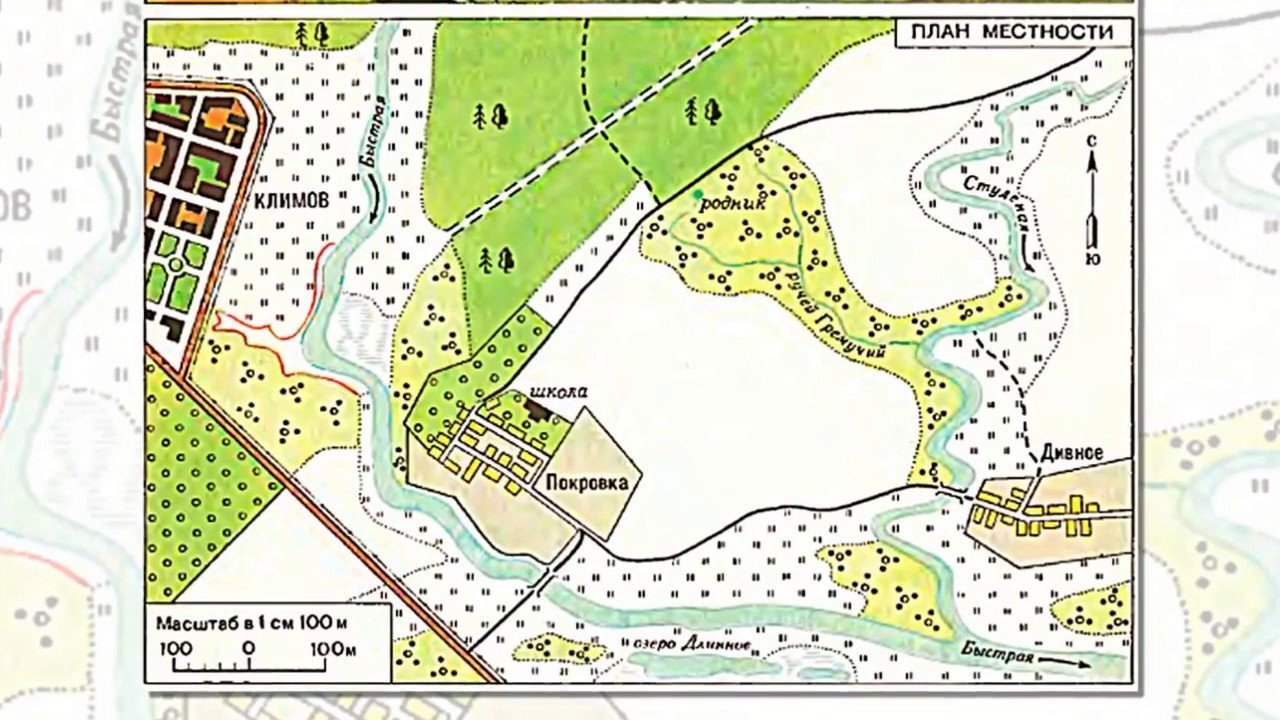 ПЛАН МЕСТНОСТИ
Быстрая
Быстрая
С
КЛИМОВ
ОВ
Студеная
родник
Ю
ручей Гремучий
школа
Дивное
Покровка
Масштаб в 1 см 100 м
100 0 100м
озеро Длинное
Быстрая